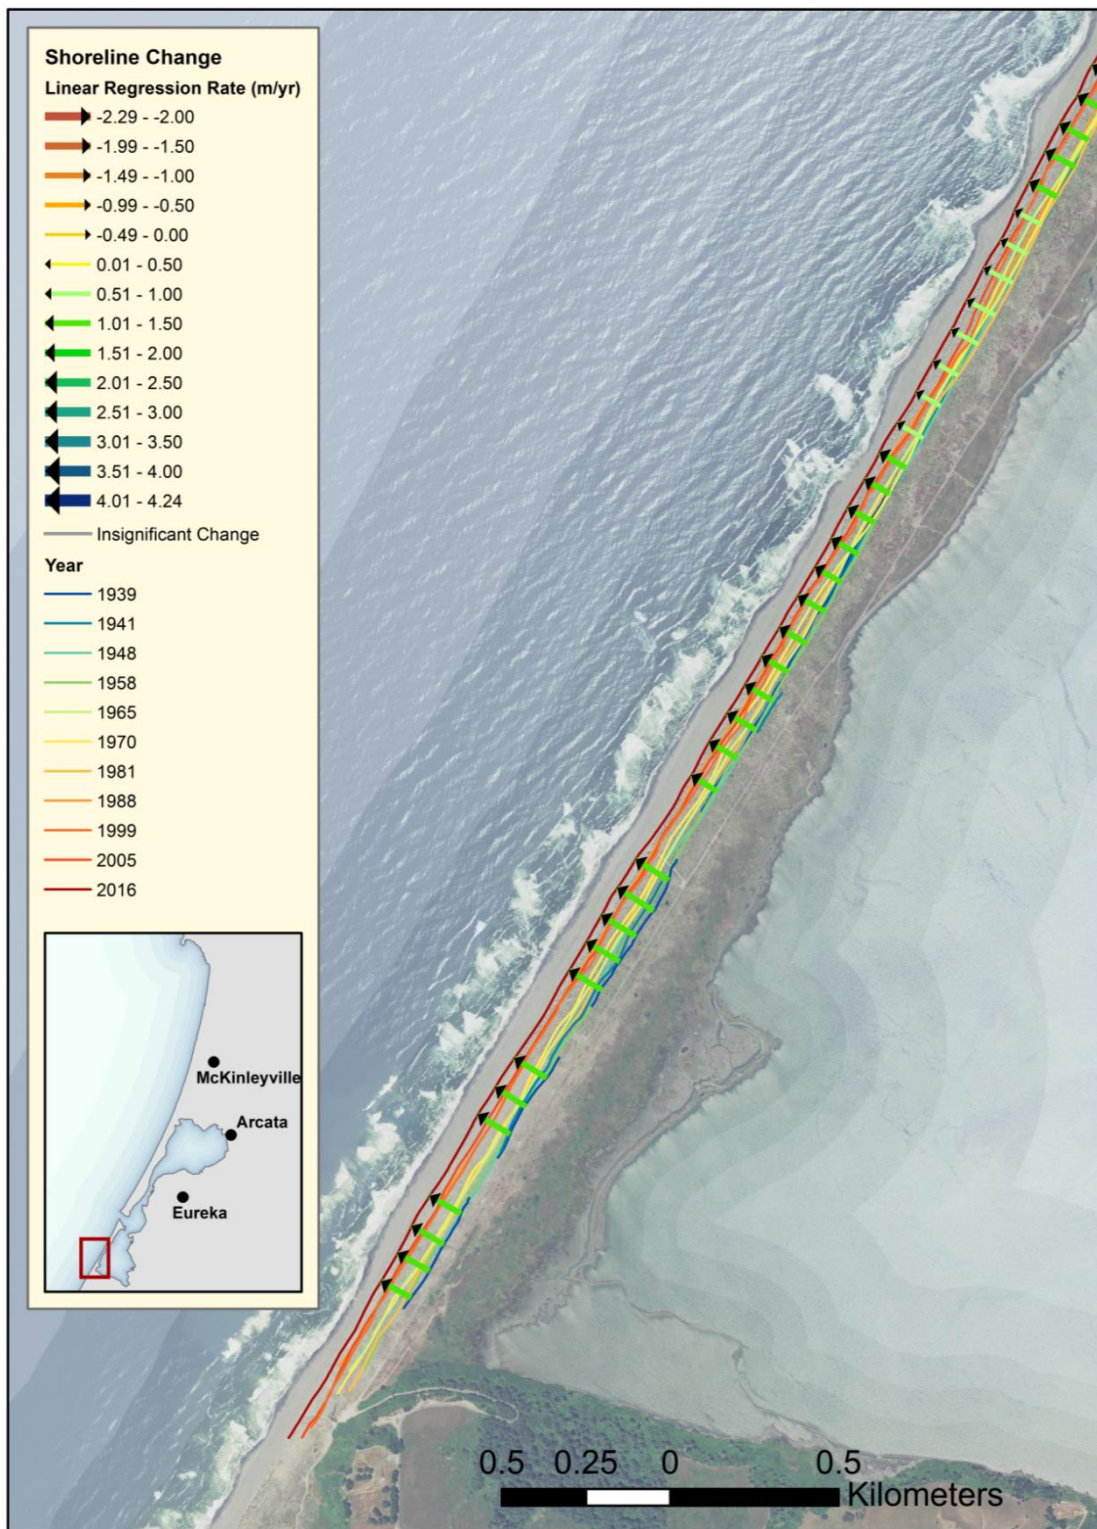 Shoreline Change
Linear Regression Rate (m/yr)
-2.29 - -2.00
-1.99 - -1.50
-1.49 - -1.00
-0.99 - -0.50
-0.49 - 0.00
0.01 - 0.50
0.51 - 1.00
1.01 - 1.50
1.51 - 2.00
2.01 - 2.50
2.51 - 3.00
3.01 - 3.50
3.51 - 4.00
4.01 - 4.24
Insignificant Change
Year
1939
1941
1948
1958
1965
1970
1981
1988
1999
2005
2016
McKinleyville
Arcata
Eureka
0.5 0.25 0 0.5
Kilometers